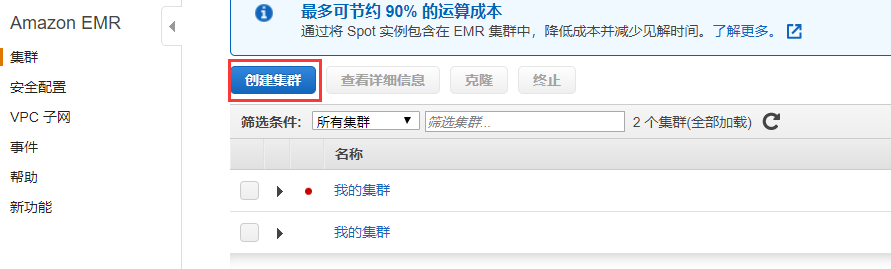 Amazon EMR
集群
安全配置
VPC 子网
事件
帮助
新功能
最多可节约 90% 的运算成本
通过将 Spot 实例包含在 EMR 集群中，降低成本并减少见解时间。了解更多。
创建集群 查看详细信息 克隆 终止
筛选条件: 所有集群 筛选集群... 2 个集群(全部加载)
名称
我的集群
我的集群